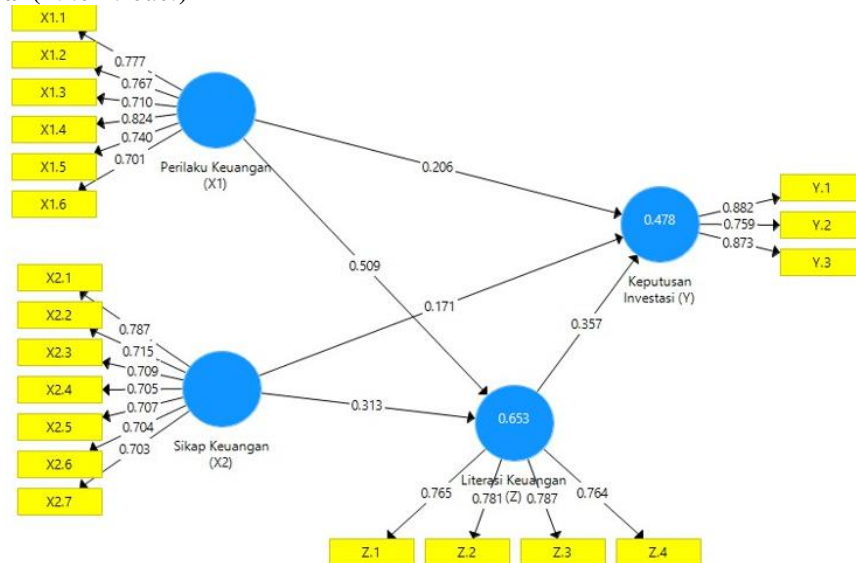 X1.1
X1.2
X1.3
X1.4
X1.5
X1.6
0.777
0.767
0.710
0.824
0.740
0.701
Perilaku Keuangan
(X1)
0.206
0.509
0.478
Keputusan
Investasi (Y)
0.882
0.759
0.873
Y.1
Y.2
Y.3
X2.1
X2.2
X2.3
X2.4
X2.5
X2.6
X2.7
0.787
0.715
0.709
0.705
0.707
0.704
0.703
Sikap Keuangan
(X2)
0.171
0.313
0.357
0.653
Literasi Keuangan
(Z)
0.765
0.781
0.787
0.764
Z.1
Z.2
Z.3
Z.4